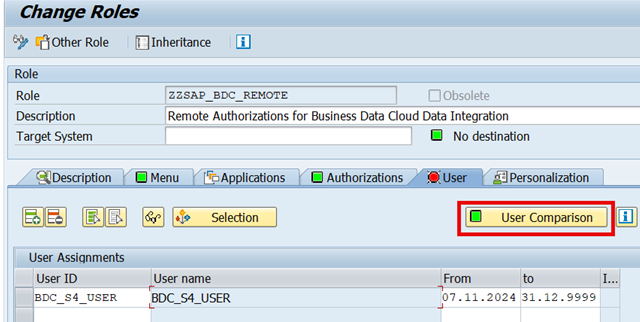 Change Roles
Other Role Inheritance
Role
Role ZZSAP_BDC_REMOTE Obsolete
Description Remote Authorizations for Business Data Cloud Data Integration
Target System No destination
Description Menu Applications Authorizations User Personalization
Selection User Comparison
User Assignments
User ID User name From to I...
BDC_S4_USER BDC_S4_USER 07.11.2024 31.12.9999